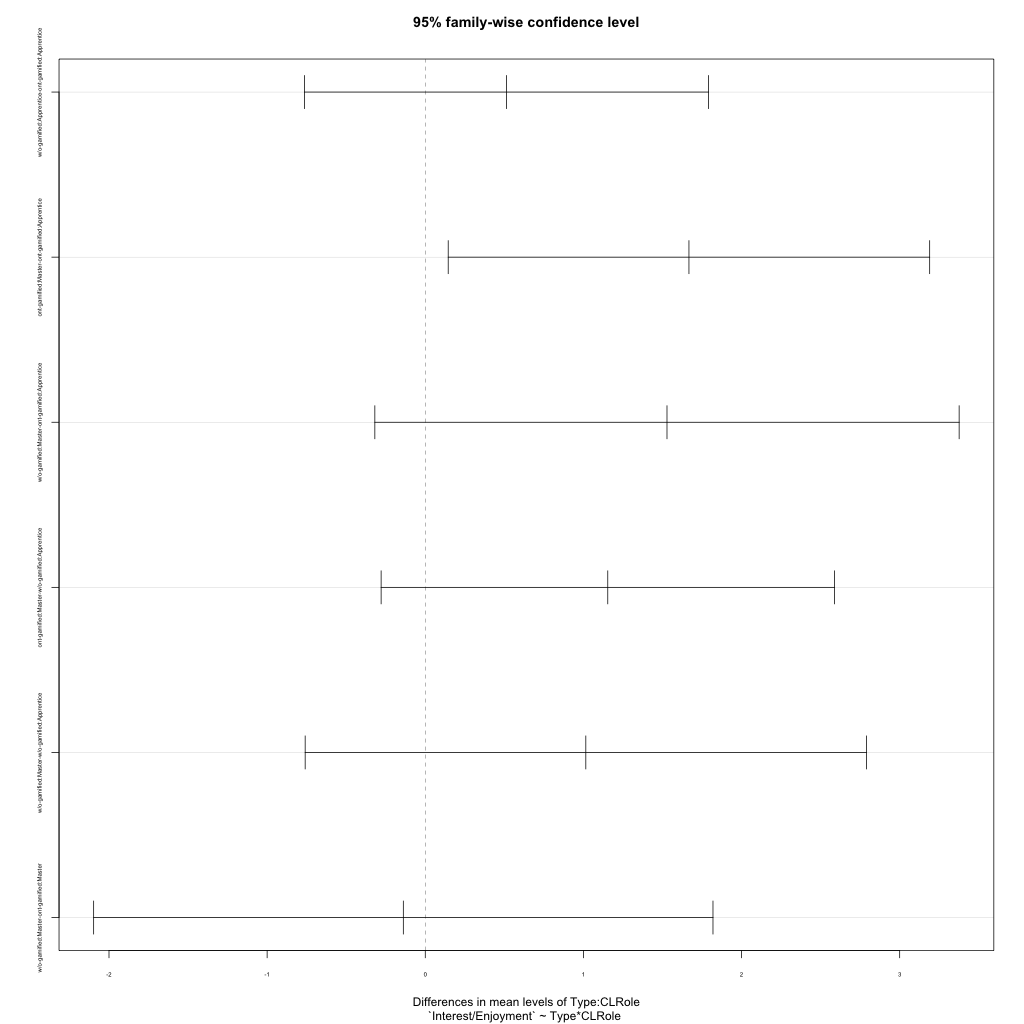 95% family-wise confidence level
w/o-gamified:Apprentice-ont-gamified:Apprentice
ont-gamified:Master-ont-gamified:Apprentice
w/o-gamified:Master-ont-gamified:Apprentice
ont-gamified:Master-w/o-gamified:Apprentice
w/o-gamified:Master-w/o-gamified:Apprentice
w/o-gamified:Master-ont-gamified:Master
-2 -1 0 1 2 3
Differences in mean levels of Type:CLRole
`Interest/Enjoyment` ~ Type*CLRole